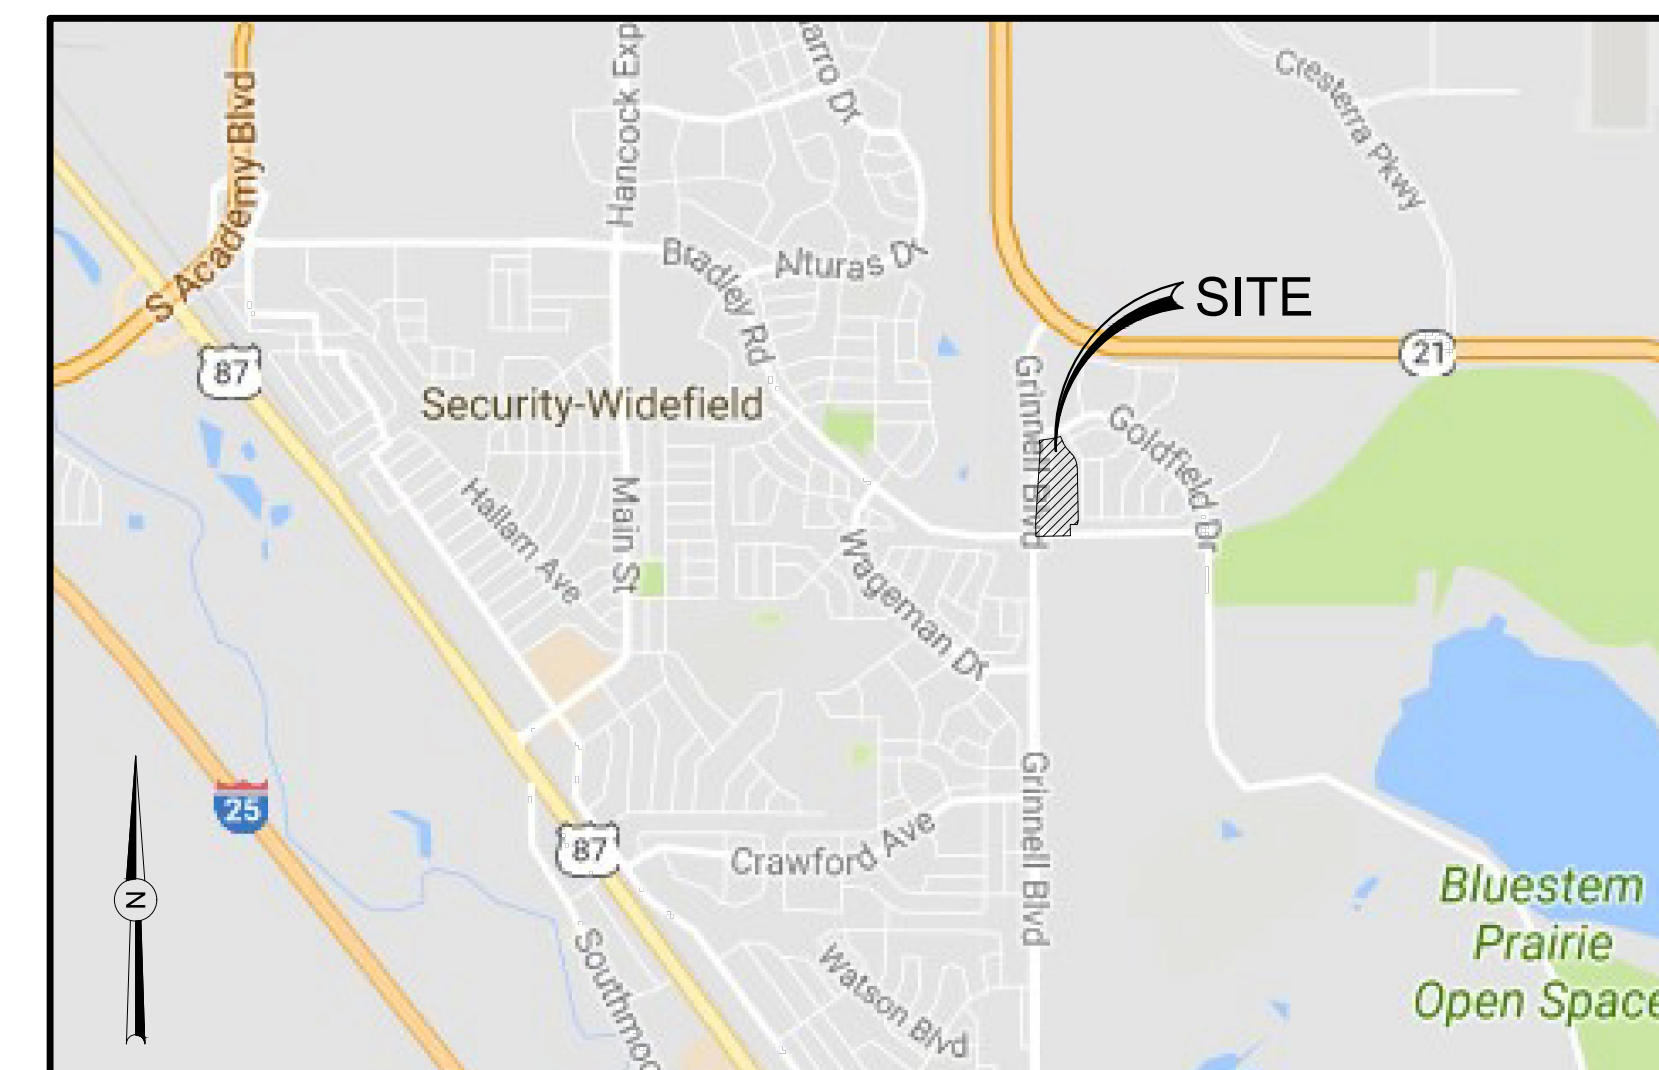 S Academy Blvd
Hancock Exp
arro Dr
Cresterra Pkwy
Bradley Rd
Alturas Dr
SITE
21
87
Grinnell Blvd
Security-Widefield
Goldfield Dr
Hallam Ave
Main St
Wageman Dr
25
87
Crawford Ave
Grinnell Blvd
Bluestem
Prairie
Open Space
N
Southmoo
Watson Blvd